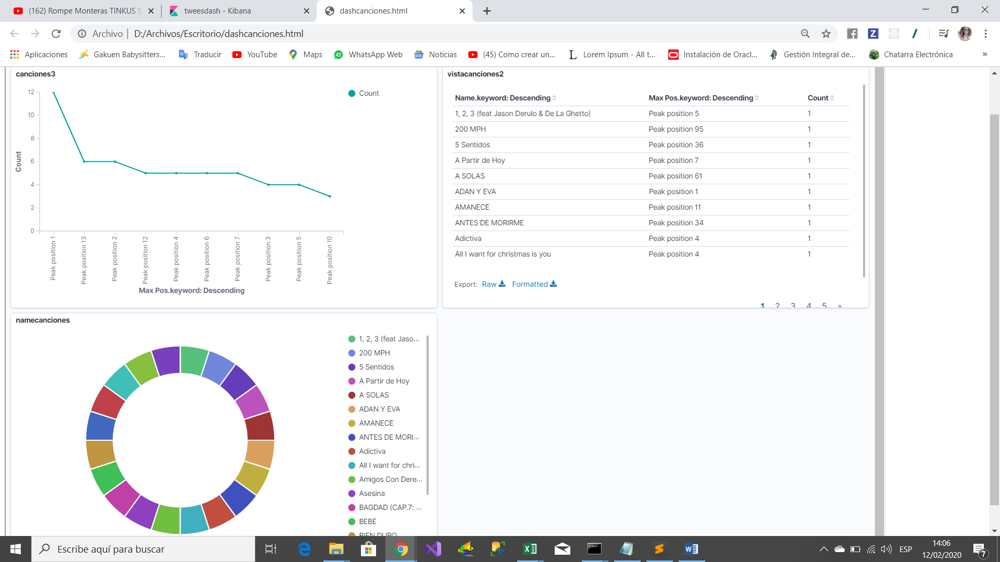 (162) Rompe Monteras TINKUS S
tweesdash - Kibana
dashcanciones.html
Archivo
D:/Archivos/Escritorio/dashcanciones.html
Aplicaciones
Gakuen Babysitters...
Traducir
YouTube
42
WhatsApp Web
Noticias
(45) Como crear un...
Lorem Ipsum - All t...
Instalación de Oracl...
Gestión Integral de...
Chatarra Electrónica
»
canciones3
Count
12
10
8
6
4
2
0
Count
Peak position 1
Peak position 13
Peak position 2
Peak position 12
Peak position 4
Peak position 6
Peak position 7
Peak position 3
Peak position 5
Peak position 10
Max Pos.keyword: Descending
vistacanciones2
Name.keyword: Descending Max Pos.keyword: Descending Count
1, 2, 3 (feat Jason Derulo & De La Ghetto) Peak position 5 1
200 MPH Peak position 95 1
5 Sentidos Peak position 36 1
A Partir de Hoy Peak position 7 1
A SOLAS Peak position 61 1
ADAN Y EVA Peak position 1 1
AMANECE Peak position 11 1
ANTES DE MORIRME Peak position 34 1
Adictiva Peak position 4 1
All I want for christmas is you Peak position 4 1
Export: Raw Formatted
1 2 3 4 5 »
namecanciones
1, 2, 3 (feat Jaso...
200 MPH
5 Sentidos
A Partir de Hoy
A SOLAS
ADAN Y EVA
AMANECE
ANTES DE MORI...
Adictiva
All I want for chri...
Amigos Con Dere...
Asesina
BAGDAD (CAP.7: ...
BEBE
BIEN DURO
Escribe aquí para buscar
ESP
14:06
12/02/2020
7